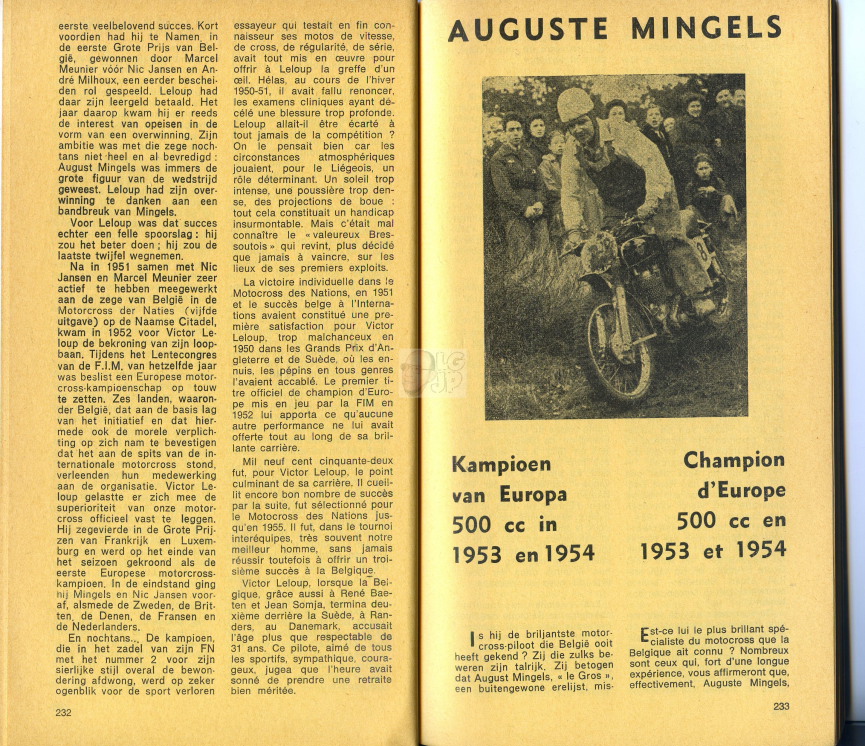 eerste veelbelovend succes. Kort
voordien had hij te Namen, in
de eerste Grote Prijs van Bel-
gië, gewonnen door Marcel
Meunier vóór Nic Jansen en An-
dré Milhoux, een eerder beschei-
den rol gespeeld. Leloup had
daar zijn leergeld betaald. Het
jaar daarop kwam hij er reeds
de interest van opeisen in de
vorm van een overwinning. Zijn
ambitie was met die zege noch-
tans niet heel en al bevredigd :
August Mingels was immers de
grote figuur van de wedstrijd
geweest. Leloup had zijn over-
winning te danken aan een
bandbreuk van Mingels.
Voor Leloup was dat succes
echter een felle spoorslag : hij
zou het beter doen ; hij zou de
laatste twijfel wegnemen.
Na in 1951 samen met Nic
Jansen en Marcel Meunier zeer
actief te hebben meegewerkt
aan de zege van België in de
Motorcross der Naties (vijfde
uitgave) op de Naamse Citadel,
kwam in 1952 voor Victor Le-
loup de bekroning van zijn loop-
baan. Tijdens het Lentecongres
van de F.I.M. van hetzelfde jaar
was beslist een Europese motor-
cross-kampioenschap op touw
te zetten. Zes landen, waaron-
der België, dat aan de basis lag
van het initiatief en dat hier-
mede ook de morele verplich-
ting op zich nam te bevestigen
dat het aan de spits van de in-
ternationale motorcross stond,
verleenden hun medewerking
aan de organisatie. Victor Le-
loup gelastte er zich mee de
superioriteit van onze motor-
cross officieel vast te leggen.
Hij zegevierde in de Grote Prij-
zen van Frankrijk en Luxem-
burg en werd op het einde van
het seizoen gekroond als de
eerste Europese motorcross-
kampioen. In de eindstand ging
hij Mingels en Nic Jansen voor-
af, alsmede de Zweden, de Brit-
ten, de Denen, de Fransen en
de Nederlanders.
En nochtans... De kampioen,
die in het zadel van zijn FN
met het nummer 2 voor zijn
sierlijke stijl overal de bewon-
dering afdwong, werd op zeker
ogenblik voor de sport verloren
232
essayeur qui testait en fin con-
naisseur ses motos de vitesse,
de cross, de régularité, de série,
avait tout mis en œuvre pour
offrir à Leloup la greffe d'un
œil. Hélas, au cours de l'hiver
1950-51, il avait fallu renoncer,
les examens cliniques ayant dé-
célé une blessure trop profonde.
Leloup allait-il être écarté à
tout jamais de la compétition ?
On le pensait bien car les
circonstances atmosphériques
jouaient, pour le Liégeois, un
rôle déterminant. Un soleil trop
intense, une poussière trop den-
se, des projections de boue :
tout cela constituait un handicap
insurmontable. Mais c'était mal
connaître le « valeureux Bres-
soutois » qui revint, plus décidé
que jamais à vaincre, sur les
lieux de ses premiers exploits.
La victoire individuelle dans le
Motocross des Nations, en 1951
et le succès belge à l'Interna-
tions avaient constitué une pre-
mière satisfaction pour Victor
Leloup, trop malchanceux en
1950 dans les Grands Prix d'An-
gleterre et de Suède, où les en-
nuis, les pépins en tous genres
l'avaient accablé. Le premier ti-
tre officiel de champion d'Euro-
pe mis en jeu par la FIM en
1952 lui apporta ce qu'aucune
autre performance ne lui avait
offerte tout au long de sa bril-
lante carrière.
Mil neuf cent cinquante-deux
fut, pour Victor Leloup, le point
culminant de sa carrière. Il cueil-
lit encore bon nombre de succès
par la suite, fut sélectionné pour
le Motocross des Nations jus-
qu'en 1955. Il fut, dans le tournoi
interéquipes, très souvent notre
meilleur homme, sans jamais
réussir toutefois à offrir un troi-
sième succès à la Belgique.
Victor Leloup, lorsque la Bel-
gique, grâce aussi à René Bae-
ten et Jean Somja, termina deu-
xième derrière la Suède, à Ran-
ders, au Danemark, accusait
l'âge plus que respectable de
31 ans. Ce pilote, aimé de tous
les sportifs, sympathique, coura-
geux, jugea que l'heure avait
sonné de prendre une retraite
bien méritée.
AUGUSTE MINGELS
LG
JP
Kampioen
van Europa
500 cc in
1953 en 1954
Champion
d'Europe
500 cc en
1953 et 1954
Is hij de briljantste motor-
cross-piloot die België ooit
heeft gekend ? Zij die zulks be-
weren zijn talrijk. Zij betogen
dat August Mingels, « le Gros »,
een buitengewone erelijst, mis-
Est-ce lui le plus brillant spé-
cialiste du motocross que la
Belgique ait connu ? Nombreux
sont ceux qui, fort d'une longue
expérience, vous affirmeront que,
effectivement, Auguste Mingels,
233